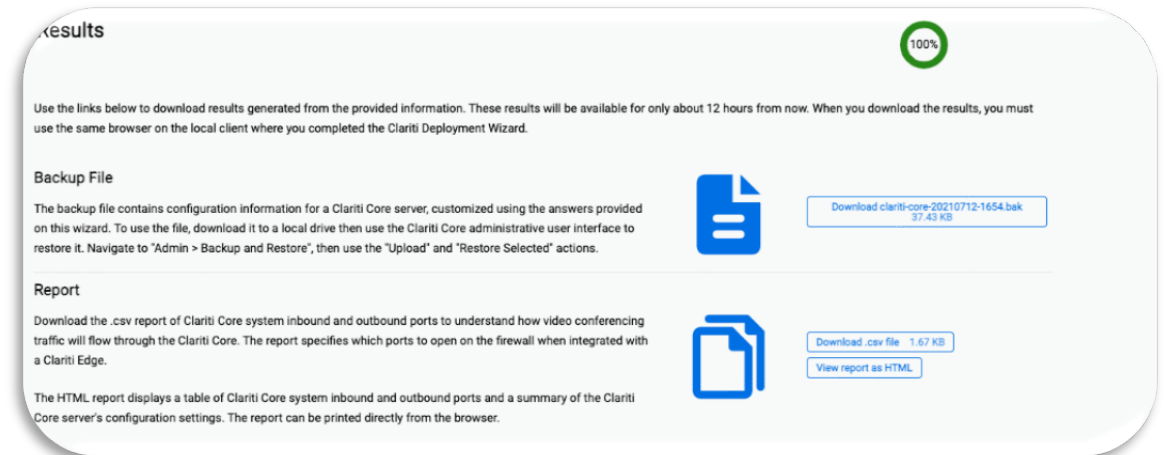 Results
100%
Use the links below to download results generated from the provided information. These results will be available for only about 12 hours from now. When you download the results, you must
use the same browser on the local client where you completed the Clariti Deployment Wizard.
Backup File
The backup file contains configuration information for a Clariti Core server, customized using the answers provided
on this wizard. To use the file, download it to a local drive then use the Clariti Core administrative user interface to
restore it. Navigate to "Admin > Backup and Restore", then use the "Upload" and "Restore Selected" actions.
Download clariti-core-20210712-1654.bak
37.43 KB
Report
Download the .csv report of Clariti Core system inbound and outbound ports to understand how video conferencing
traffic will flow through the Clariti Core. The report specifies which ports to open on the firewall when integrated with
a Clariti Edge.
The HTML report displays a table of Clariti Core system inbound and outbound ports and a summary of the Clariti
Core server's configuration settings. The report can be printed directly from the browser.
Download .csv file 1.67 KB
View report as HTML